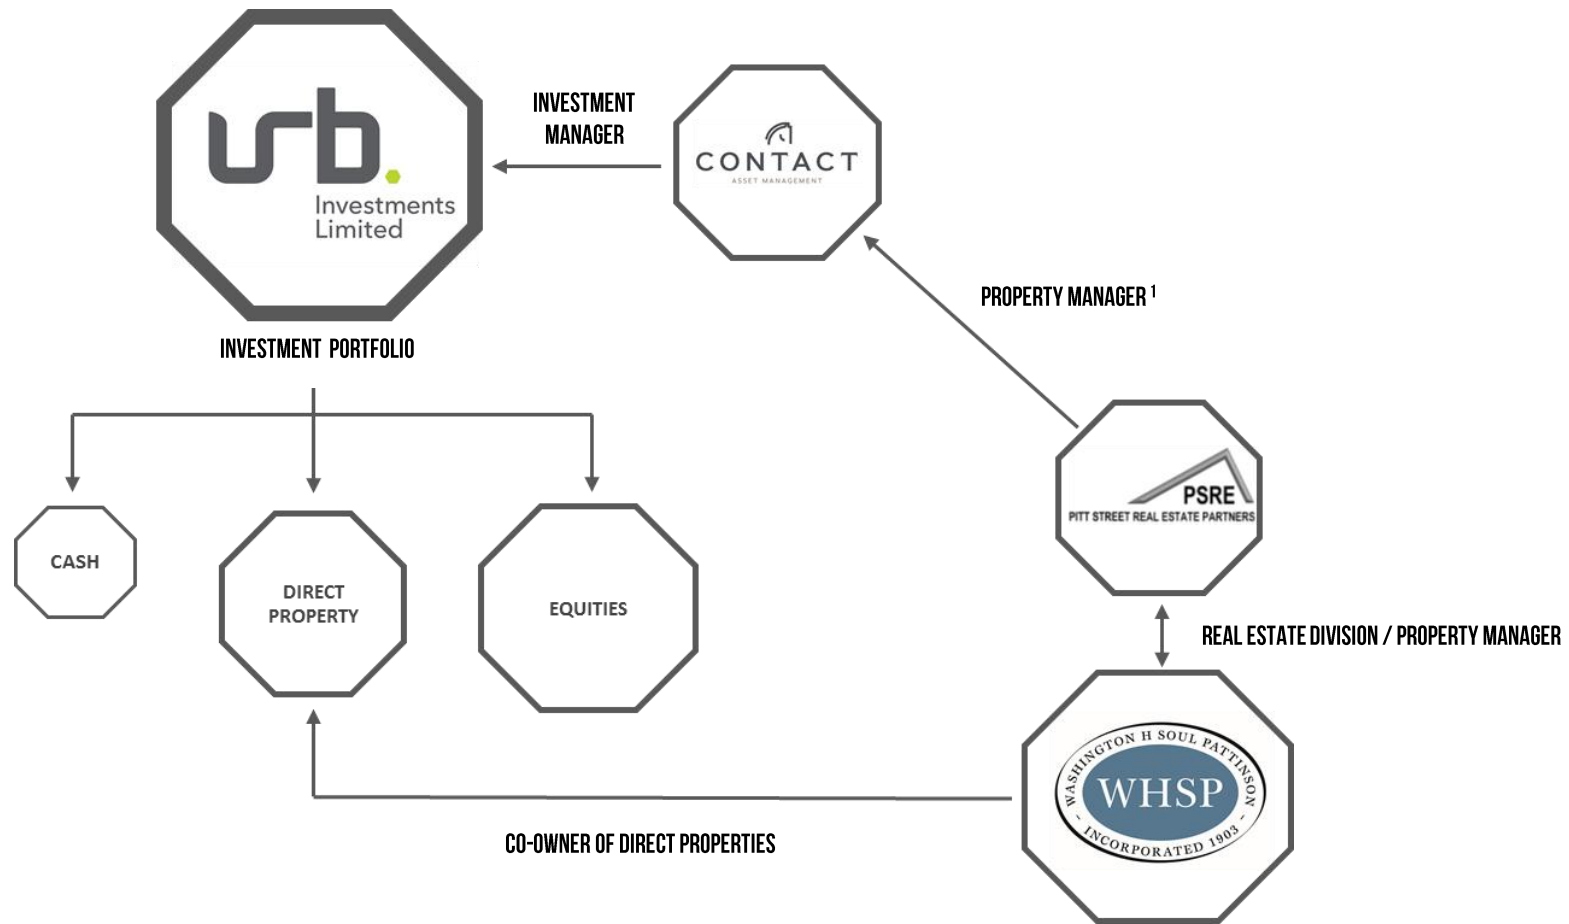 urb.
Investments
Limited
INVESTMENT
MANAGER
CONTACT
ASSET MANAGEMENT
PROPERTY MANAGER 1
INVESTMENT PORTFOLIO
CASH
DIRECT
PROPERTY
EQUITIES
PSRE
PITT STREET REAL ESTATE PARTNERS
REAL ESTATE DIVISION / PROPERTY MANAGER
WASHINGTON H SOUL PATTINSON
WHSP
- INCORPORATED 1903 -
CO-OWNER OF DIRECT PROPERTIES